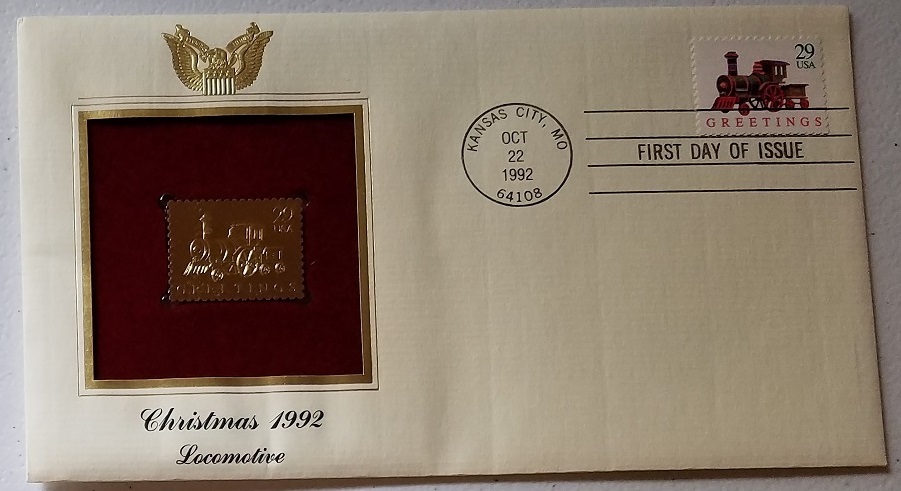 29
USA
GREETINGS
KANSAS CITY, MO
OCT
22
1992
64108
FIRST DAY OF ISSUE
29
USA
GREETINGS
Christmas 1992
Locomotive